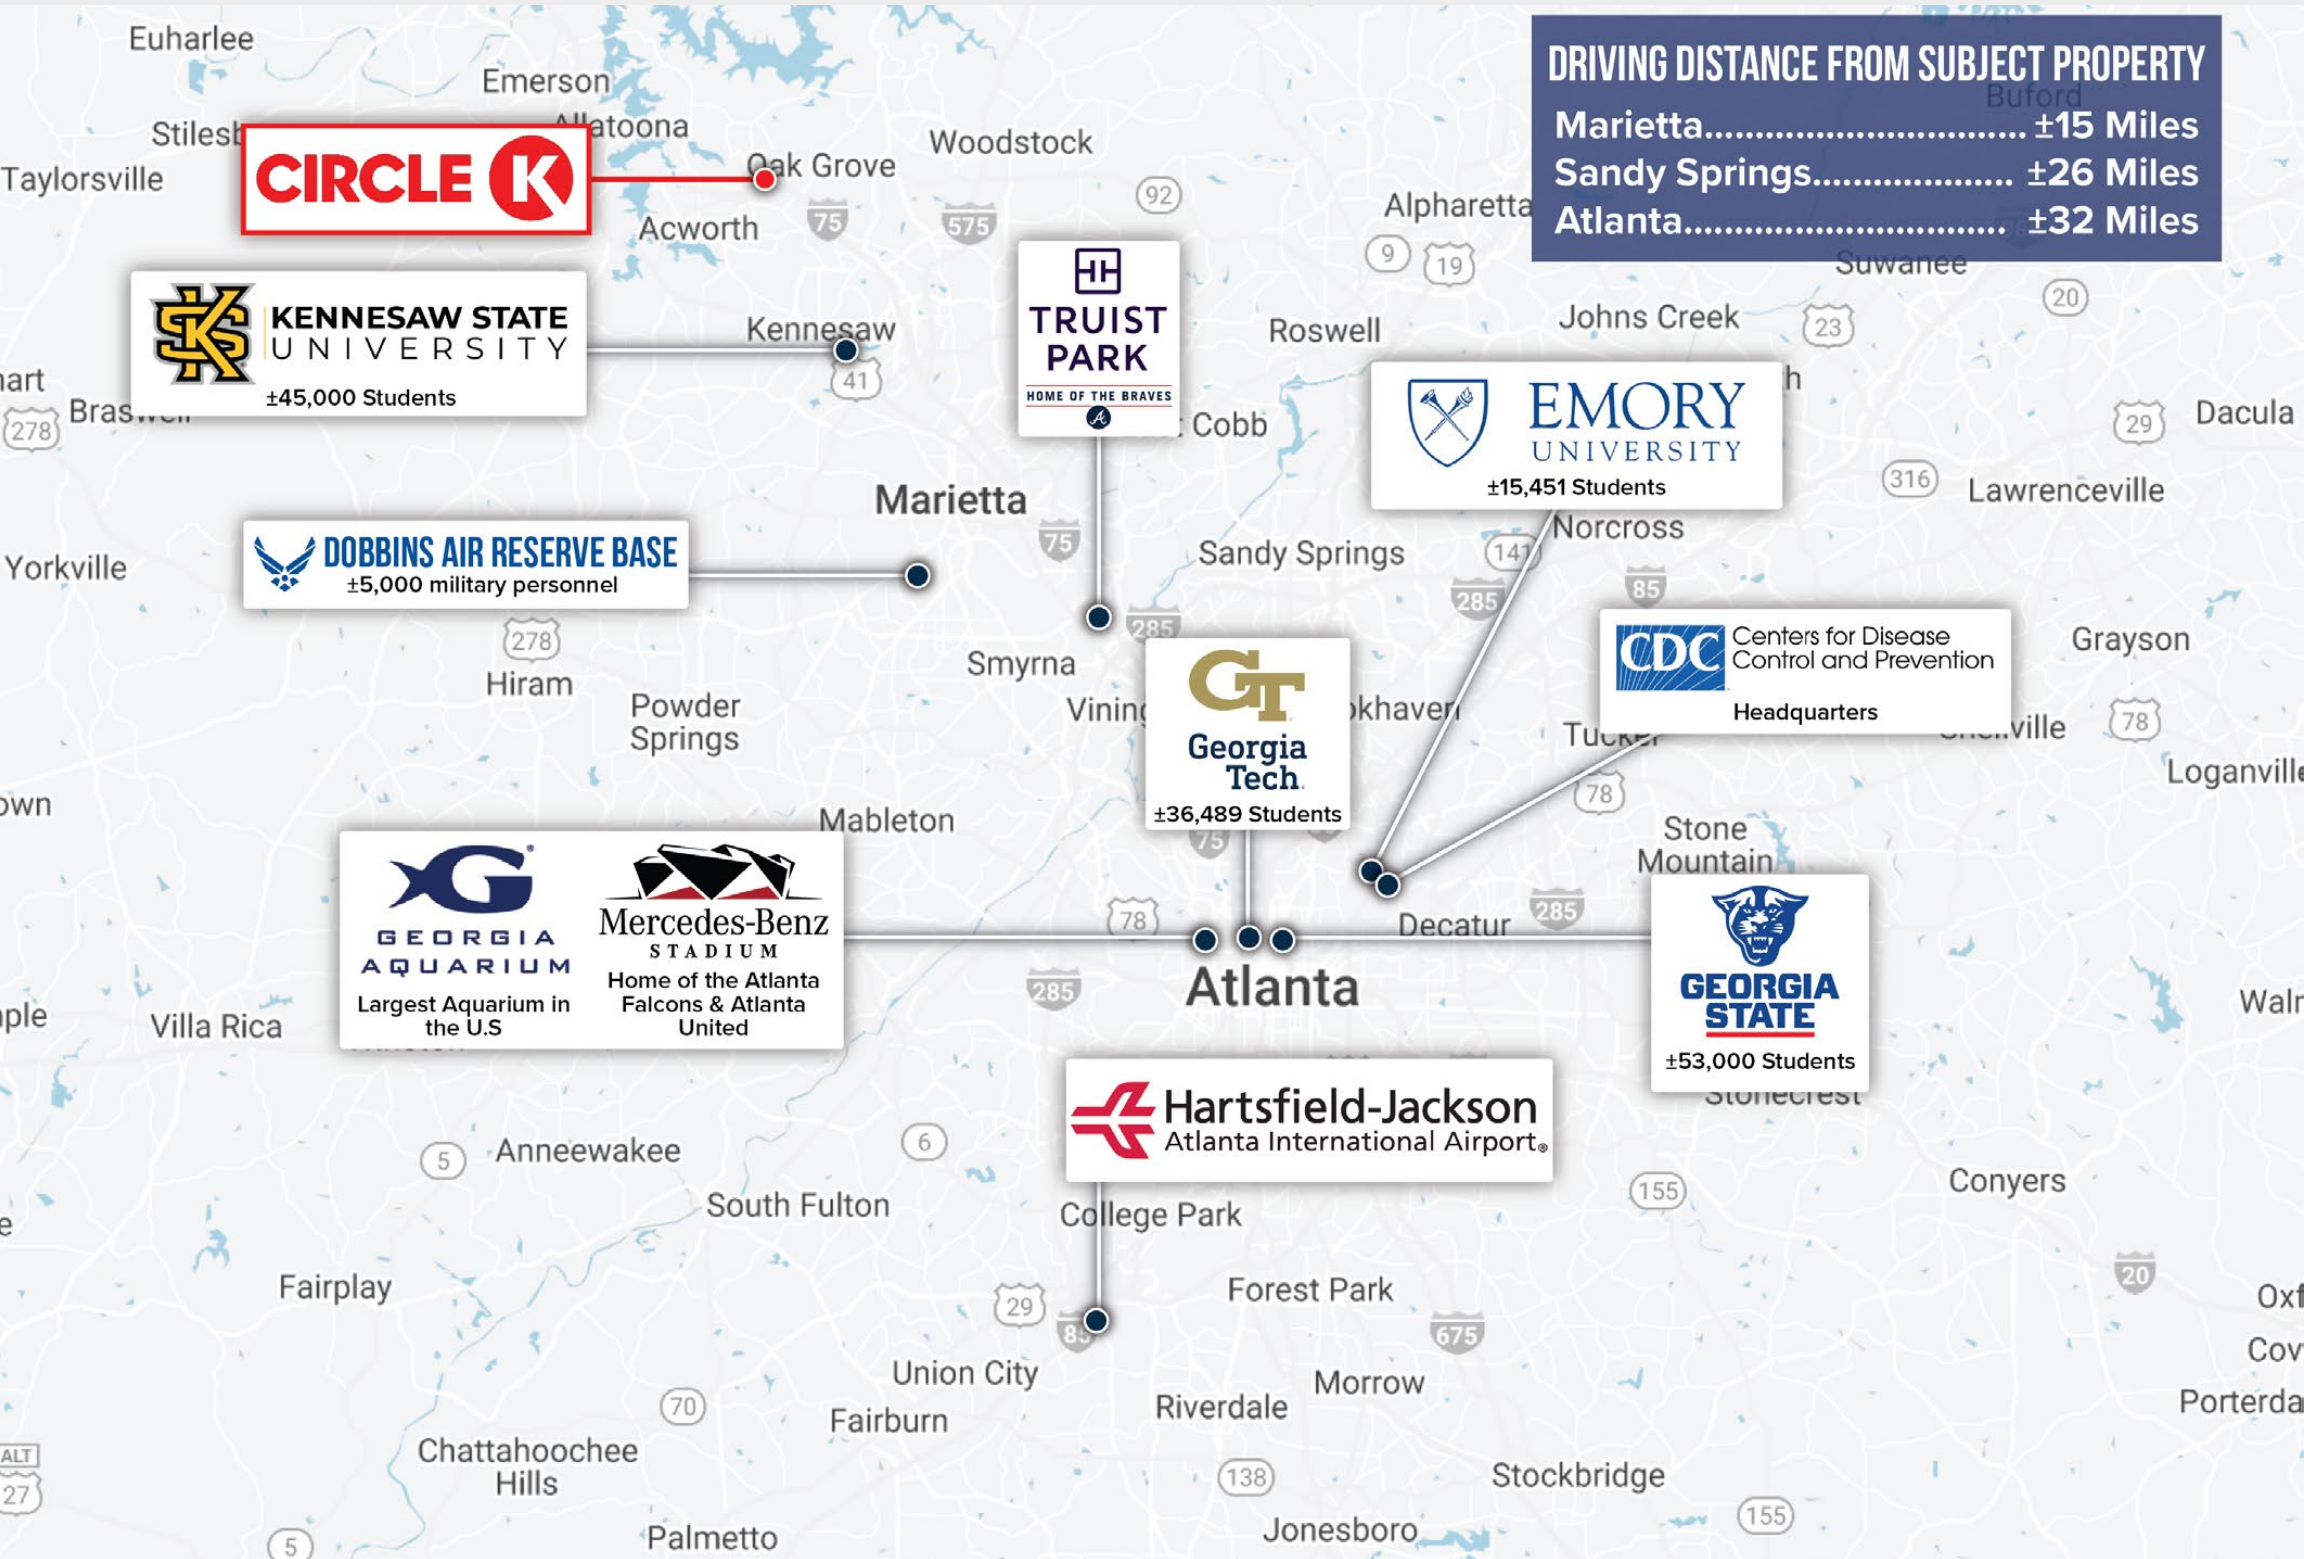 Euharlee
Emerson
Allatoona
Taylorsville
CIRCLE K
Oak Grove
Woodstock
Acworth
75
575
92
Alpharetta
9
19
DRIVING DISTANCE FROM SUBJECT PROPERTY
Buford
Marietta................................ ±15 Miles
Sandy Springs.................... ±26 Miles
Atlanta................................ ±32 Miles
Suwanee
20
KENNESAW STATE
UNIVERSITY
±45,000 Students
Kennesaw
41
TRUIST
PARK
HOME OF THE BRAVES
A
Cobb
Roswell
Johns Creek
23
278
EMORY
UNIVERSITY
±15,451 Students
29
Dacula
316
Lawrenceville
Marietta
75
Sandy Springs
141
Norcross
285
85
Yorkville
DOBBINS AIR RESERVE BASE
±5,000 military personnel
285
278
Hiram
Smyrna
Powder
Springs
GT
Georgia
Tech.
±36,489 Students
CDC Centers for Disease
Control and Prevention
Headquarters
Grayson
Tucker
78
Loganville
78
75
Mableton
Stone
Mountain
GEORGIA
AQUARIUM
Largest Aquarium in
the U.S
Mercedes-Benz
STADIUM
Home of the Atlanta
Falcons & Atlanta
United
78
Decatur
285
285
Atlanta
GEORGIA
STATE
±53,000 Students
Stonecrest
Villa Rica
Hartsfield-Jackson
Atlanta International Airport®
5
Anneewakee
6
South Fulton
College Park
155
Conyers
20
Fairplay
29
85
Forest Park
675
Union City
Morrow
70
Fairburn
Riverdale
ALT
27
Chattahoochee
Hills
138
Stockbridge
155
5
Palmetto
Jonesboro